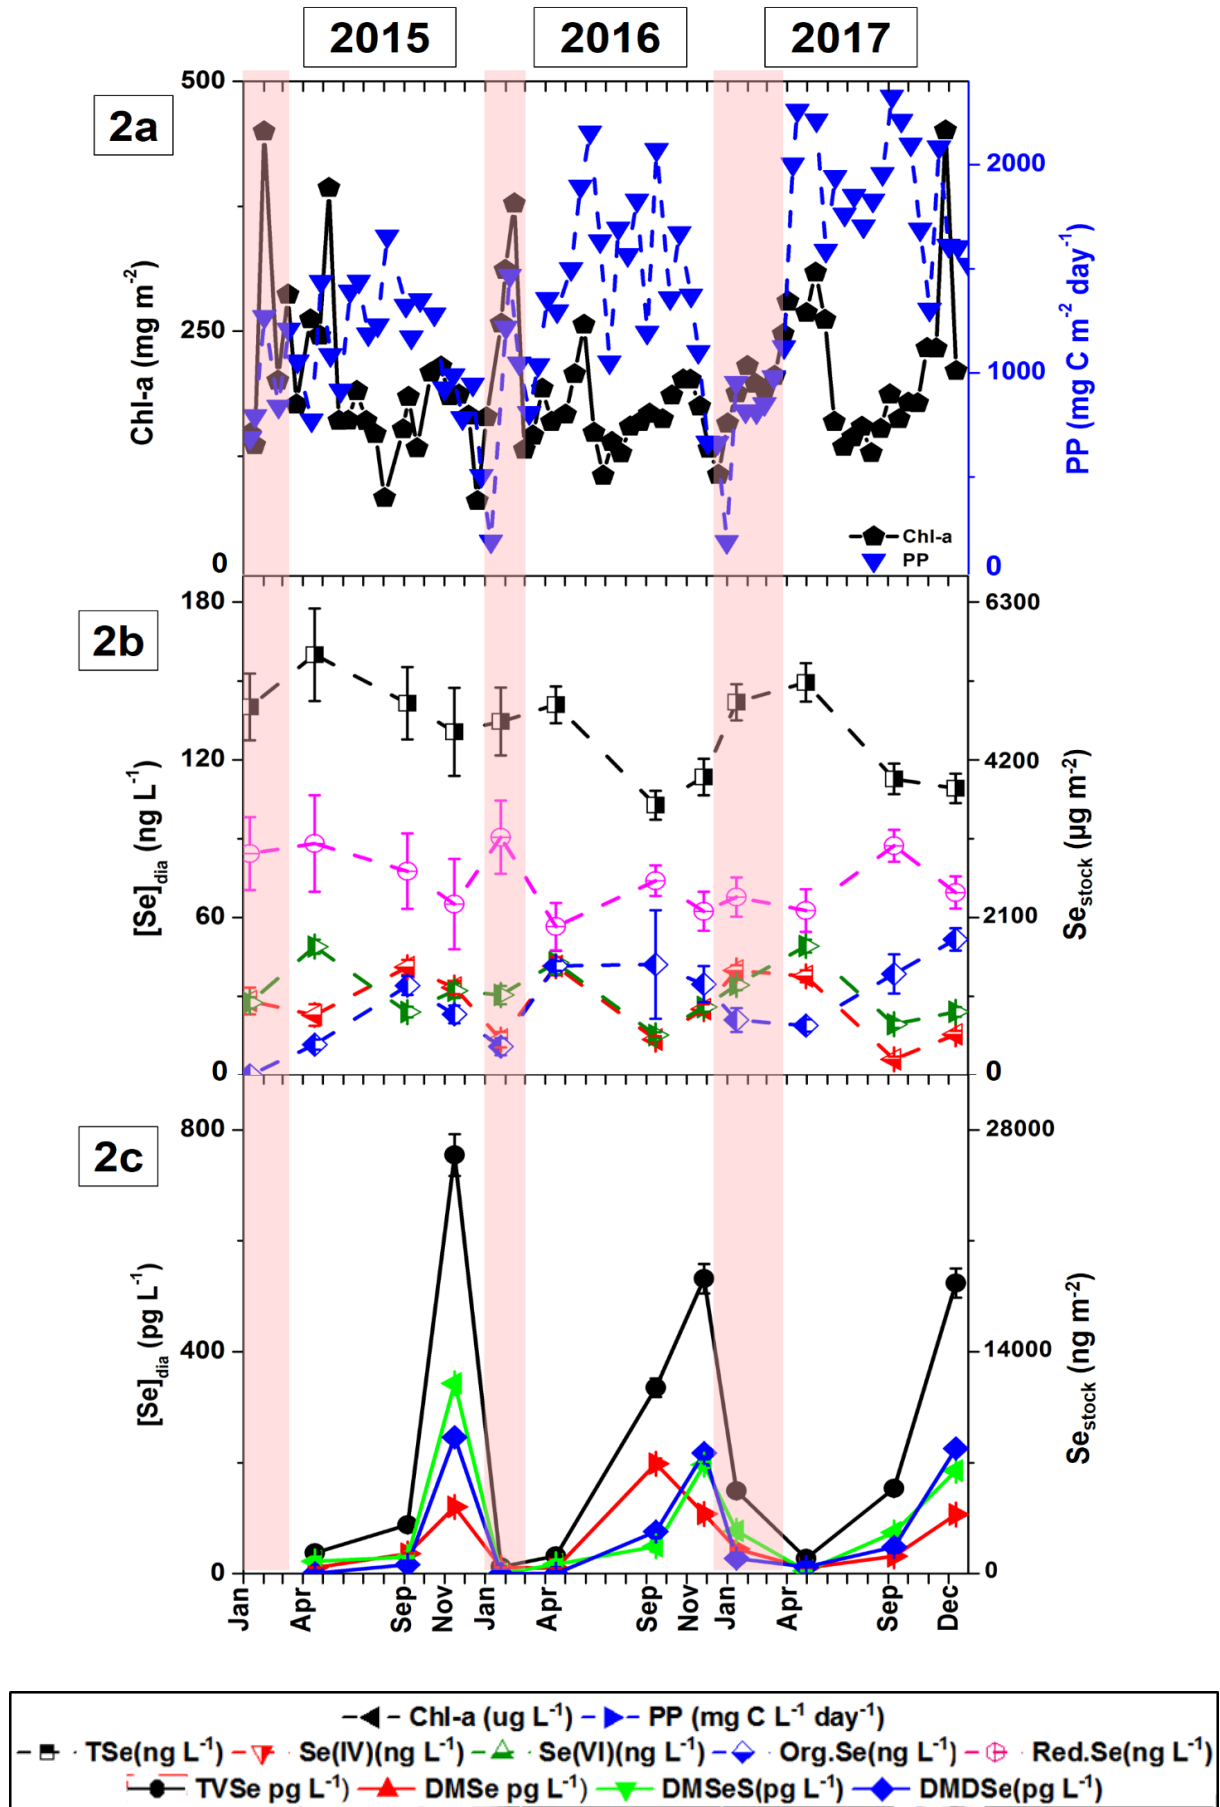 2015 2016 2017
2a
500
250
0
Chl-a (mg m-2)
2000
1000
0
PP (mg C m-2 day-1)
Chl-a
PP
2b
180
120
60
0
[Se]dia (ng L-1)
6300
4200
2100
0
Sestock (µg m-2)
2c
800
400
0
[Se]dia (pg L-1)
28000
14000
0
Sestock (ng m-2)
Jan Apr Sep Nov Jan Apr Sep Nov Jan Apr Sep Dec
Chl-a (ug L-1) PP (mg C L-1 day-1)
TSe(ng L-1) Se(IV)(ng L-1) Se(VI)(ng L-1) Org.Se(ng L-1) Red.Se(ng L-1)
TVSe pg L-1) DMSe pg L-1) DMSeS(pg L-1) DMDSe(pg L-1)